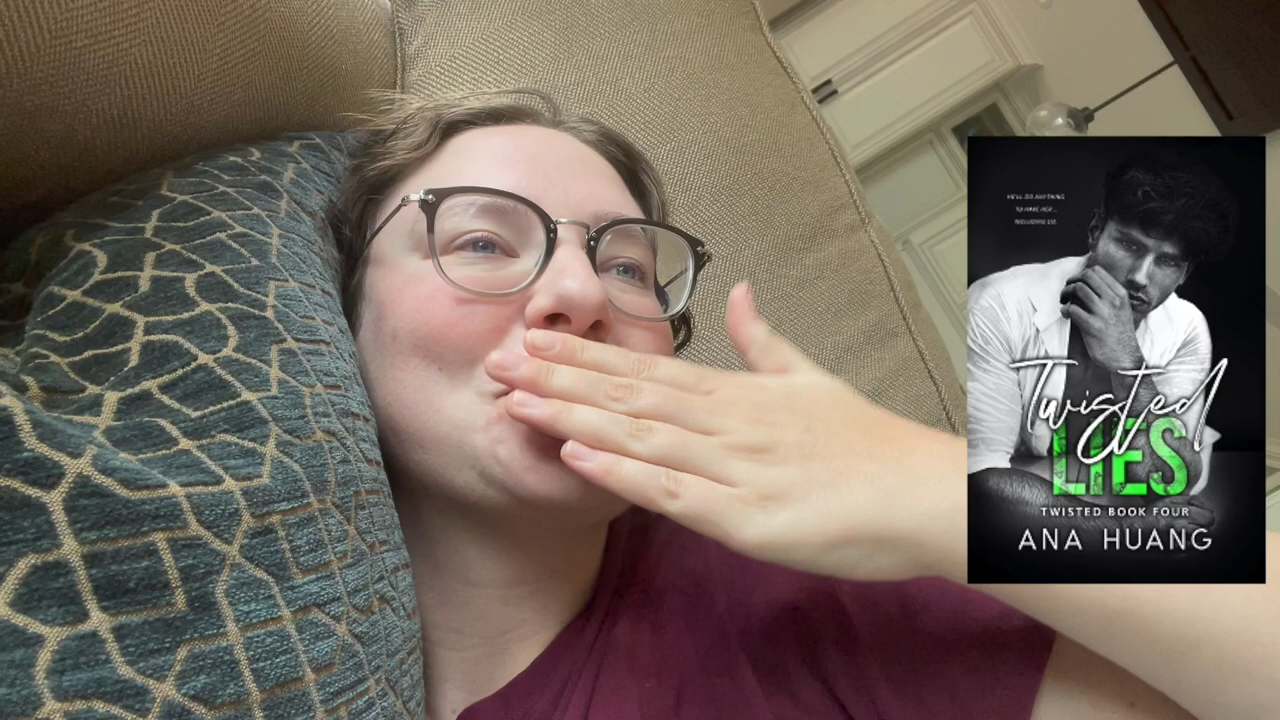 HE'LL DO ANYTHING
TO HAVE HER...
INCLUDING LIE.
Twisted
LIES
TWISTED BOOK FOUR
ANA HUANG